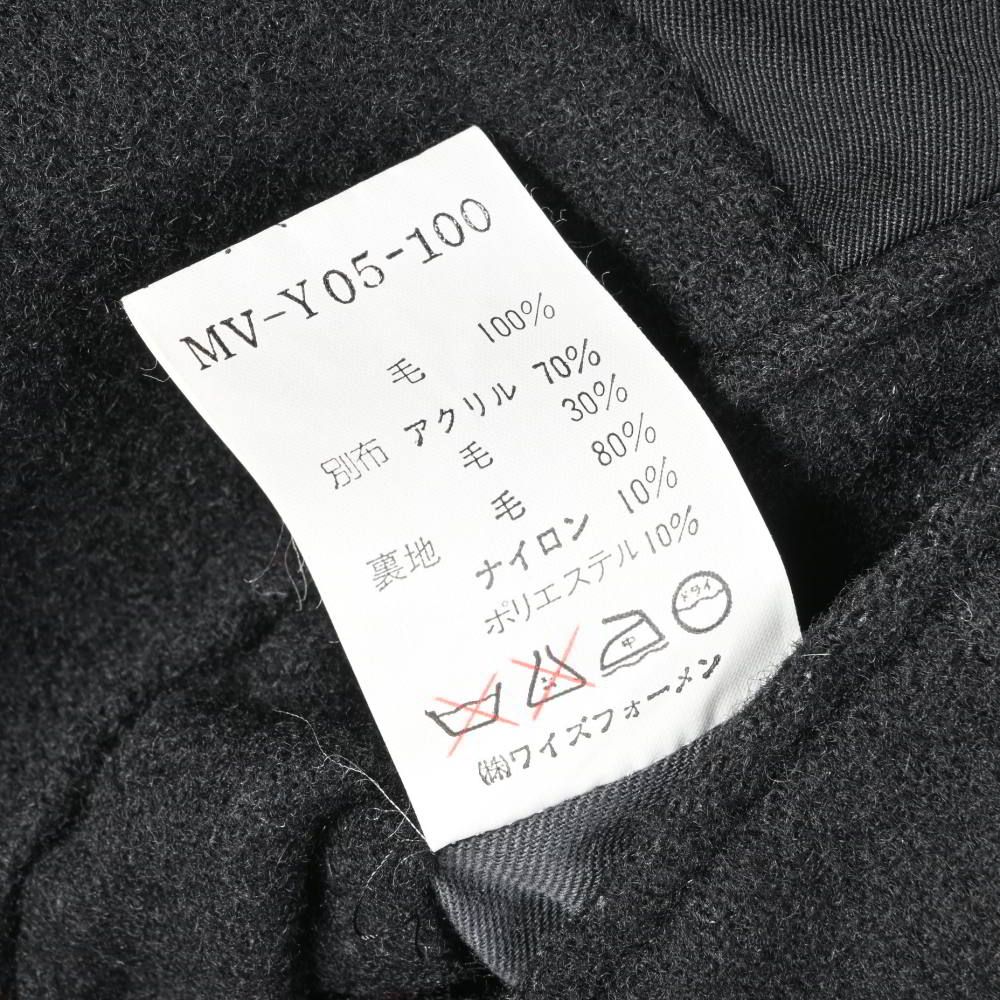 MV-Y05-100
毛 100%
別布 アクリル 70%
毛 30%
毛 80%
裏地 ナイロン 10%
ポリエステル 10%
中 ドライ
㈱ワイズフォーメン